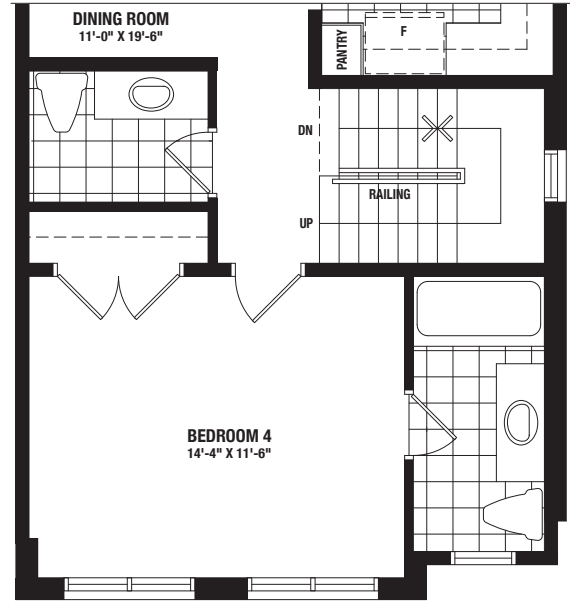 DINING ROOM
11'-0" X 19'-6"
PANTRY
F
DN
RAILING
UP
BEDROOM 4
14'-4" X 11'-6"